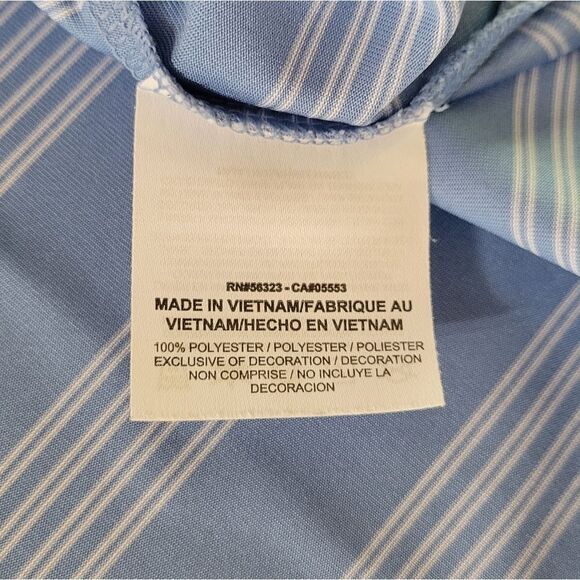 RN#56323 - CA#05553
MADE IN VIETNAM/FABRIQUE AU
VIETNAM/HECHO EN VIETNAM
100% POLYESTER / POLYESTER / POLIESTER
EXCLUSIVE OF DECORATION / DECORATION
NON COMPRISE / NO INCLUYE LA
DECORACION